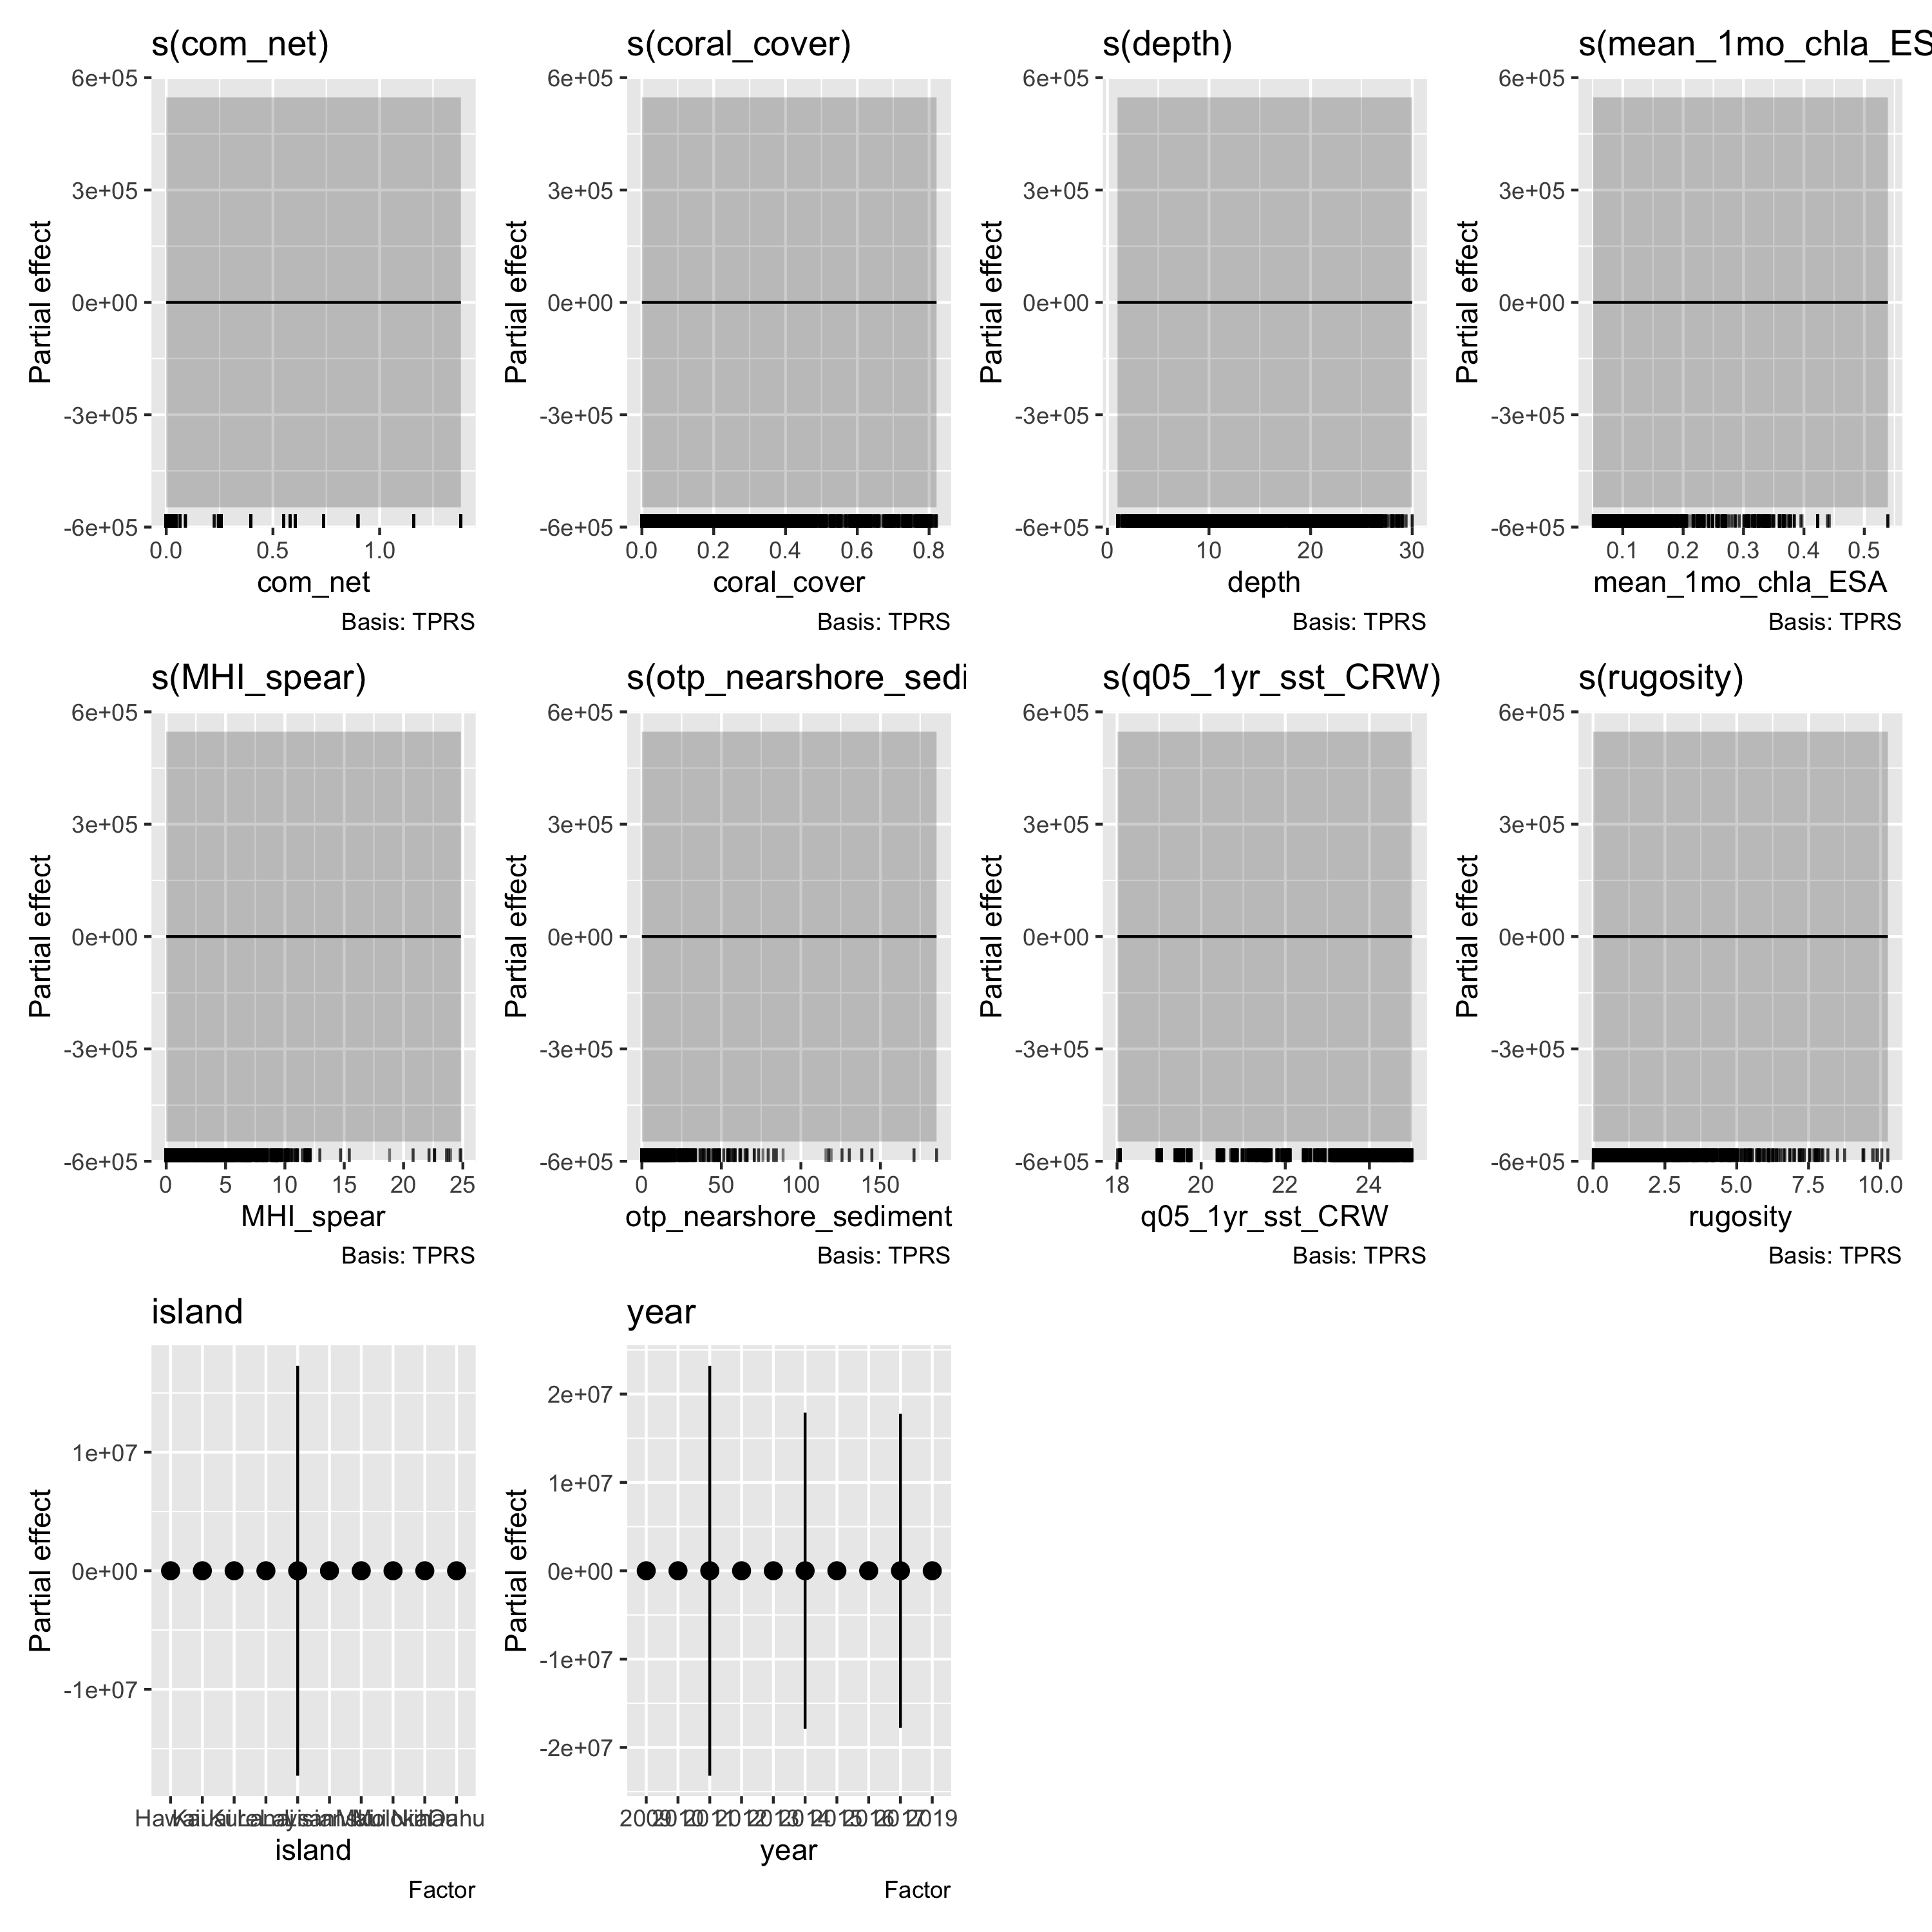 s(com_net)
6e+05
3e+05
0e+00
-3e+05
-6e+05
Partial effect
0.0 0.5 1.0
com_net
Basis: TPRS
s(coral_cover)
6e+05
3e+05
0e+00
-3e+05
-6e+05
Partial effect
0.0 0.2 0.4 0.6 0.8
coral_cover
Basis: TPRS
s(depth)
6e+05
3e+05
0e+00
-3e+05
-6e+05
Partial effect
0 10 20 30
depth
Basis: TPRS
s(mean_1mo_chla_ES
6e+05
3e+05
0e+00
-3e+05
-6e+05
Partial effect
0.1 0.2 0.3 0.4 0.5
mean_1mo_chla_ESA
Basis: TPRS
s(MHI_spear)
6e+05
3e+05
0e+00
-3e+05
-6e+05
Partial effect
0 5 10 15 20 25
MHI_spear
Basis: TPRS
s(otp_nearshore_sedi
6e+05
3e+05
0e+00
-3e+05
-6e+05
Partial effect
0 50 100 150
otp_nearshore_sediment
Basis: TPRS
s(q05_1yr_sst_CRW)
6e+05
3e+05
0e+00
-3e+05
-6e+05
Partial effect
18 20 22 24
q05_1yr_sst_CRW
Basis: TPRS
s(rugosity)
6e+05
3e+05
0e+00
-3e+05
-6e+05
Partial effect
0.0 2.5 5.0 7.5 10.0
rugosity
Basis: TPRS
island
1e+07
0e+00
-1e+07
Partial effect
island
Factor
year
2e+07
1e+07
0e+00
-1e+07
-2e+07
Partial effect
2009 2010 2011 2012 2013 2014 2015 2016 2017 2019
year
Factor